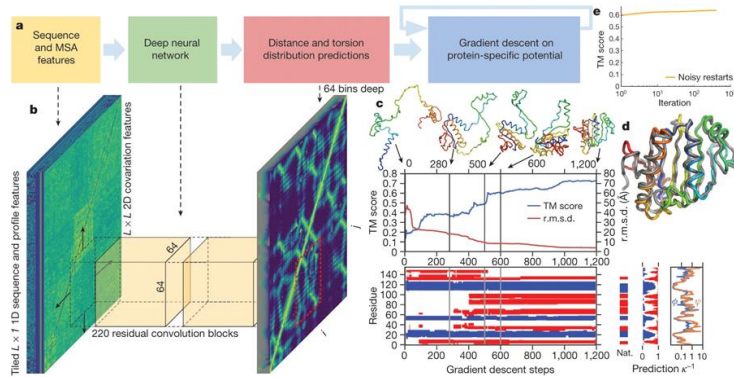 a
Sequence
and MSA
features
Deep neural
network
Distance and torsion
distribution predictions
Gradient descent on
protein-specific potential
e
TM score
0.6
0.4
0.2
0
10⁰
10¹
10²
Iteration
Noisy restarts
b
64 bins deep
Tiled L × 1 1D sequence and profile features
L × L 2D covariation features
64
64
220 residual convolution blocks
i
j
c
0
280
500
600
1,200
TM score
0.8
0.7
0.6
0.5
0.4
0.3
0.2
0.1
0
TM score
r.m.s.d.
80
70
60
50
40
30
20
10
0
r.m.s.d. (Å)
d
Residue
140
120
100
80
60
40
20
0
0
200
400
600
800
1,000
1,200
Gradient descent steps
Nat.
0
1
0.1
1
10
Prediction κ⁻¹